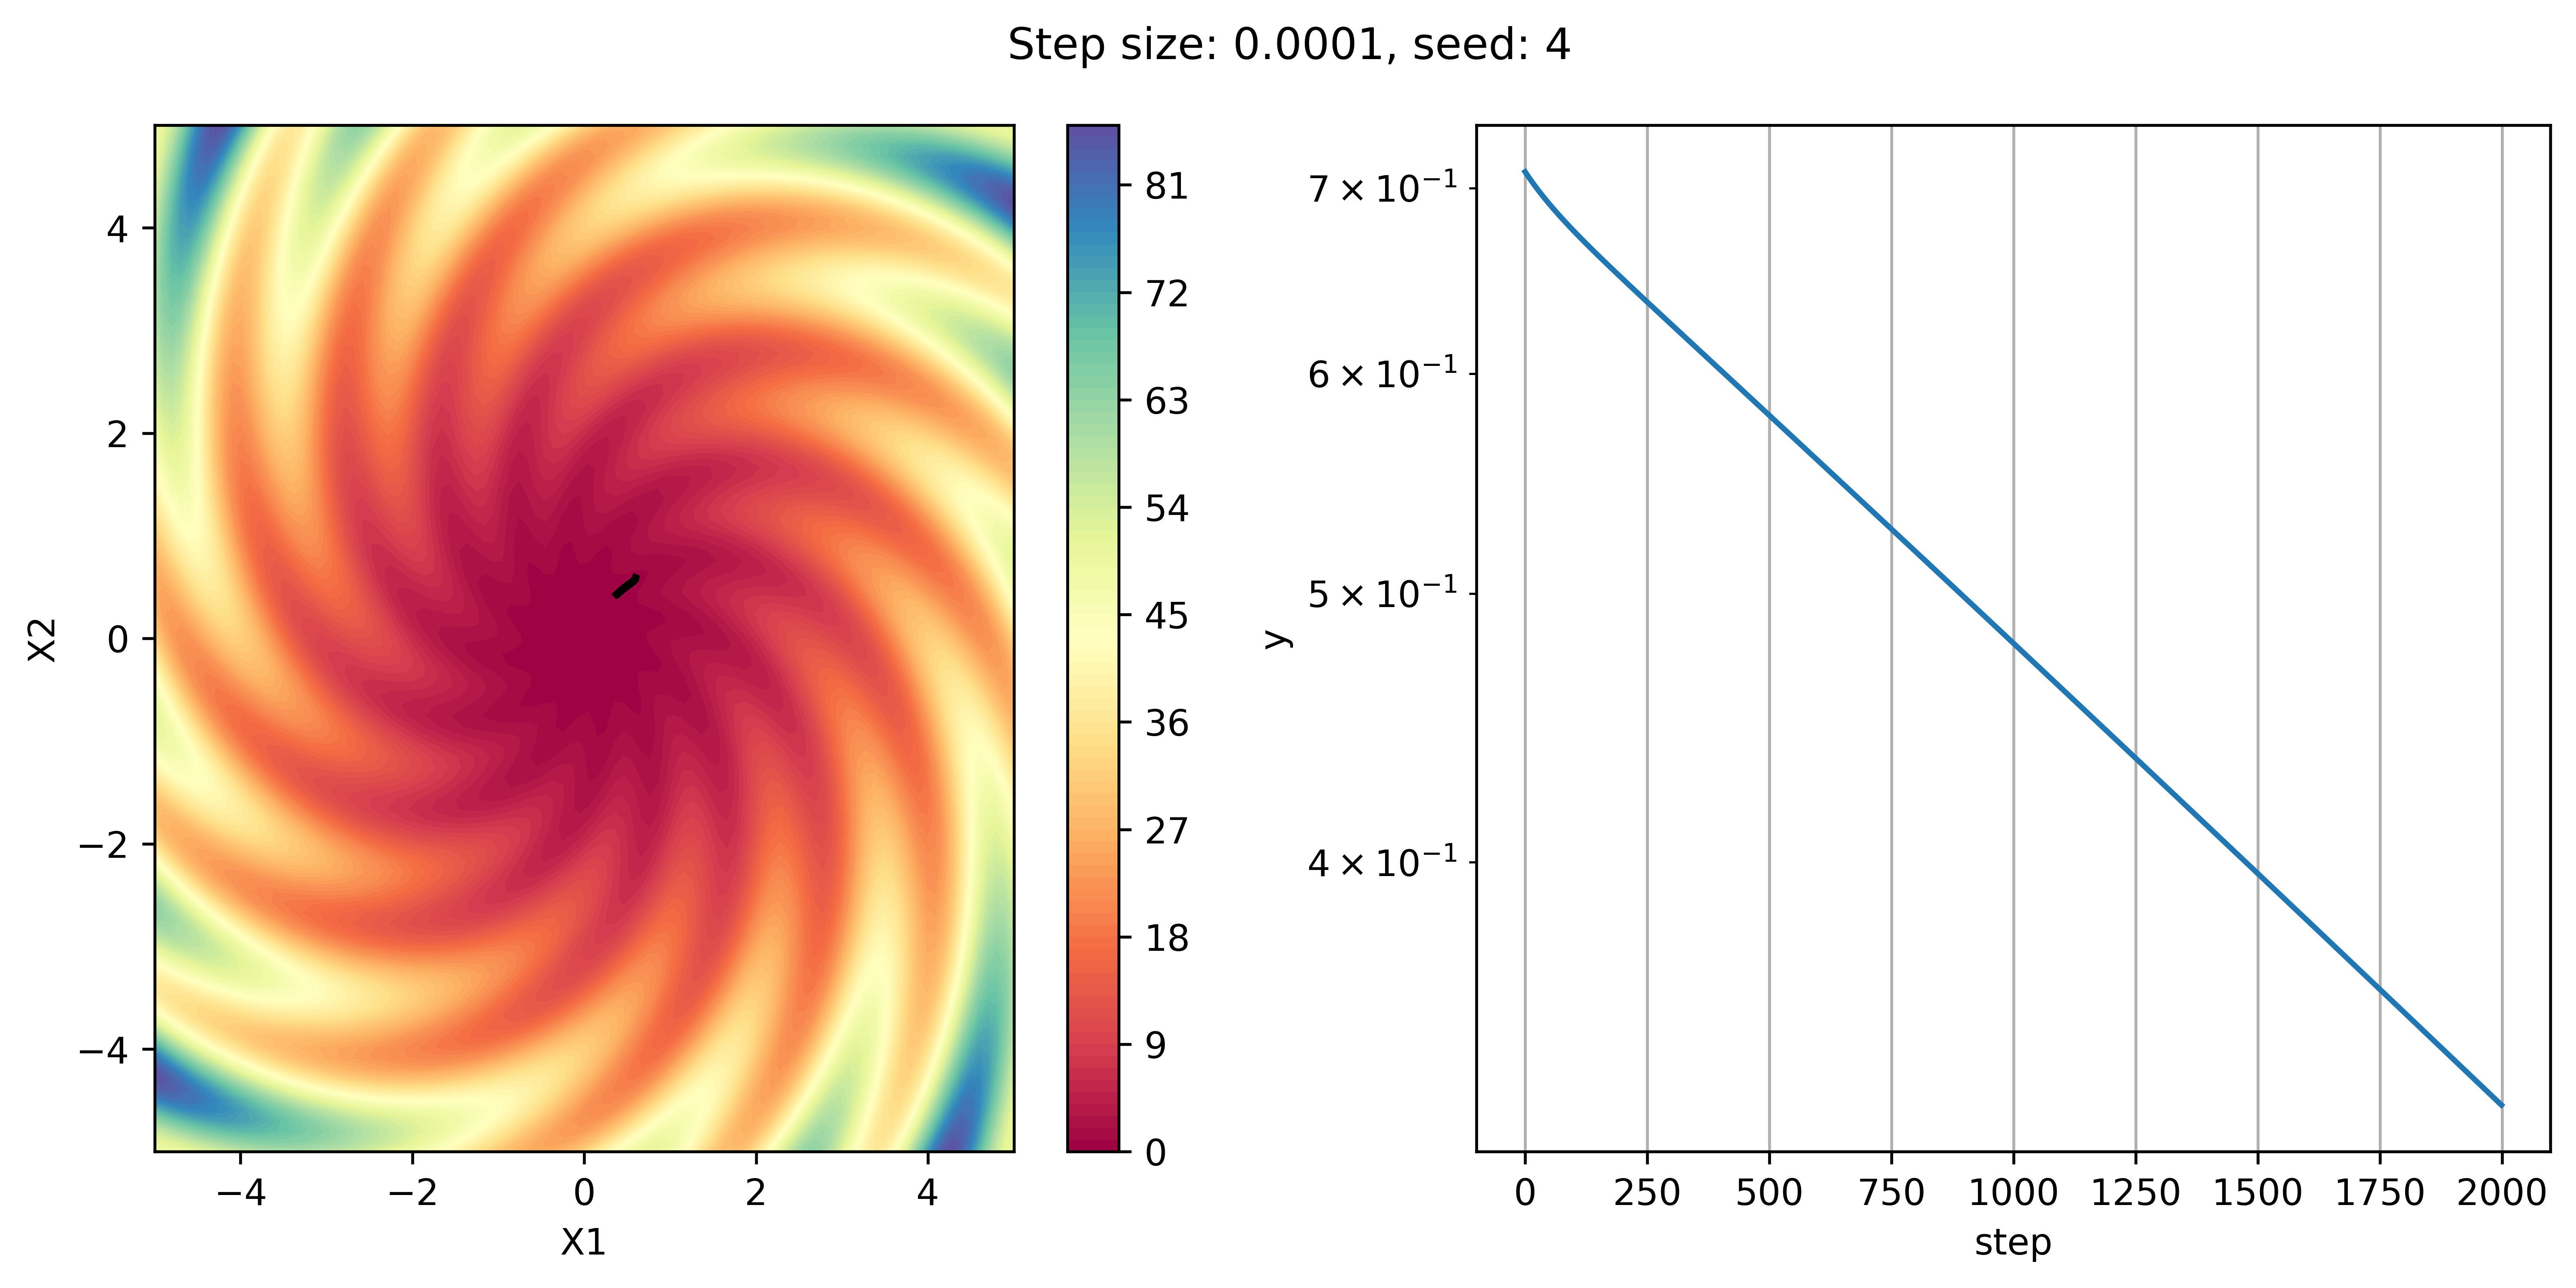 Step size: 0.0001, seed: 4
X2
4
2
0
−2
−4
−4 −2 0 2 4
X1
81
72
63
54
45
36
27
18
9
0
y
7 × 10⁻¹
6 × 10⁻¹
5 × 10⁻¹
4 × 10⁻¹
0 250 500 750 1000 1250 1500 1750 2000
step